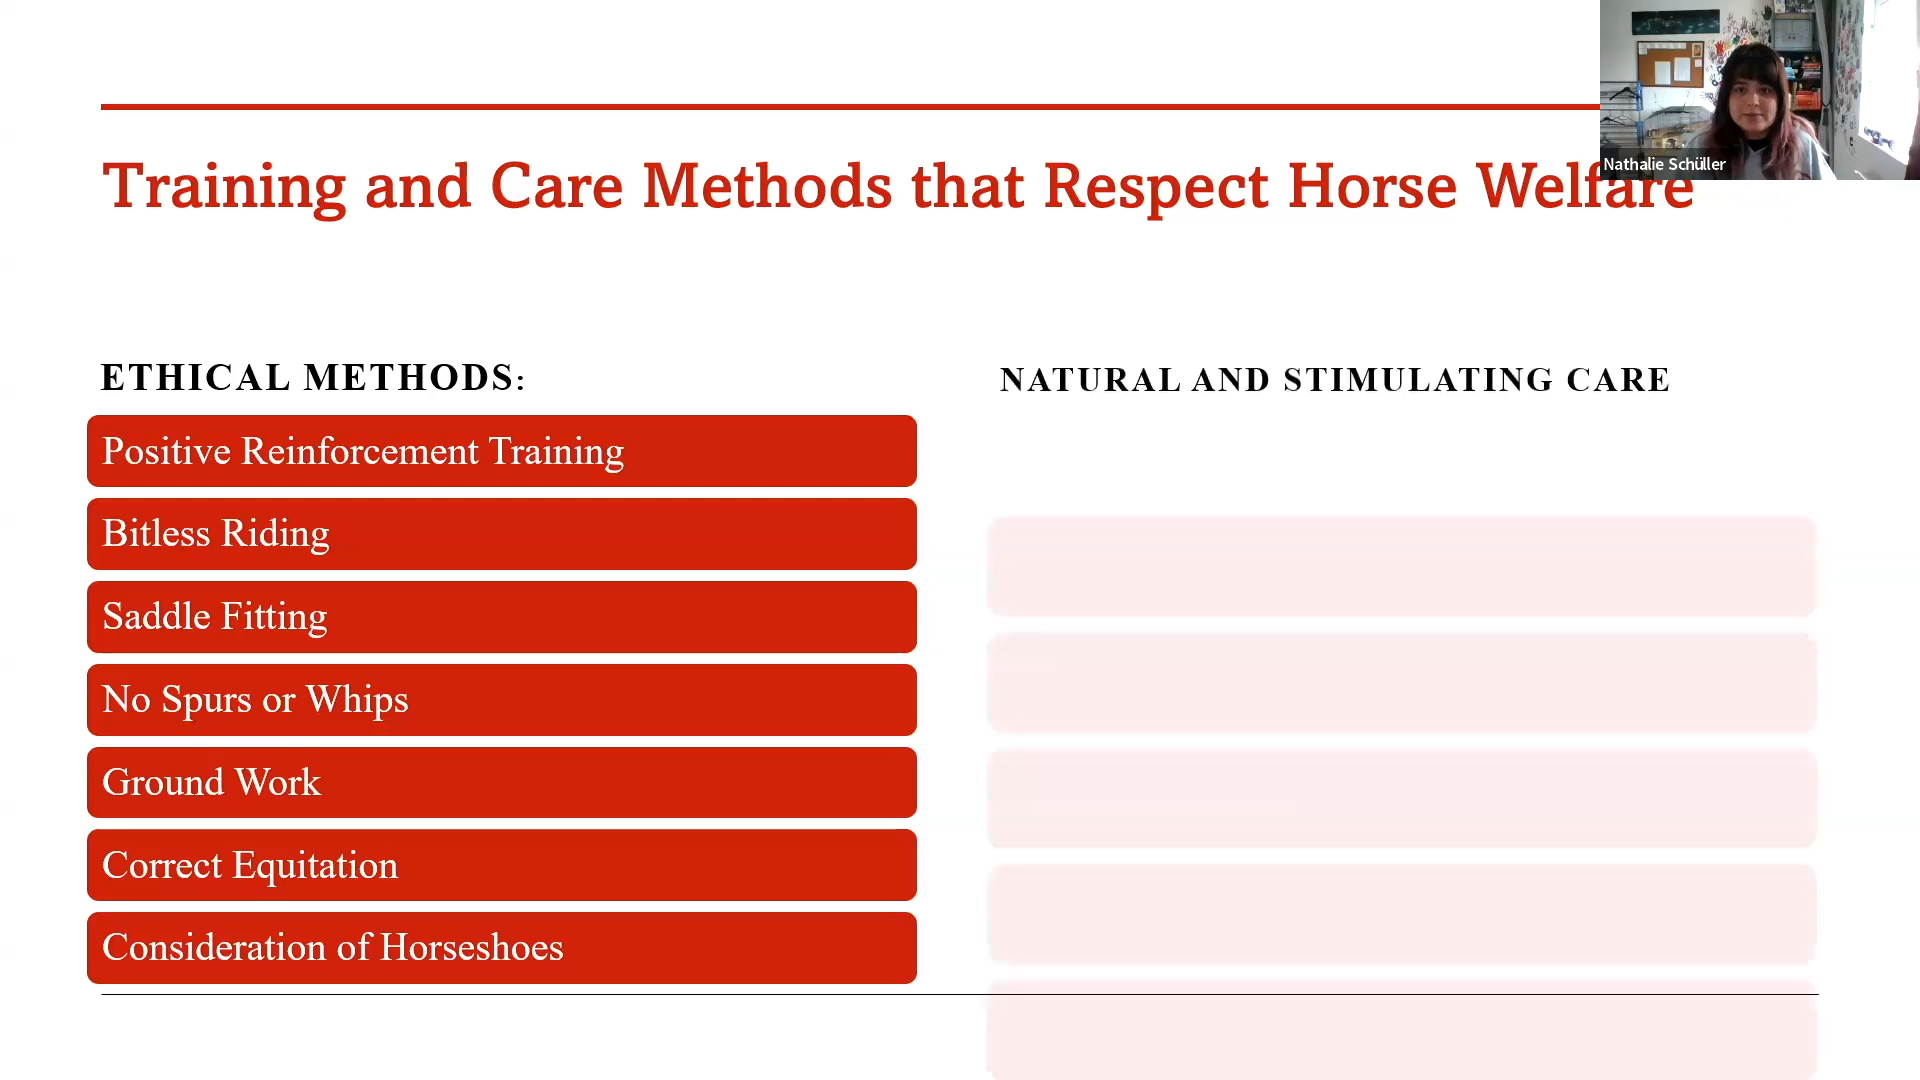 Nathalie Schüller
Training and Care Methods that Respect Horse Welfare
ETHICAL METHODS:
Positive Reinforcement Training
Bitless Riding
Saddle Fitting
No Spurs or Whips
Ground Work
Correct Equitation
Consideration of Horseshoes
NATURAL AND STIMULATING CARE